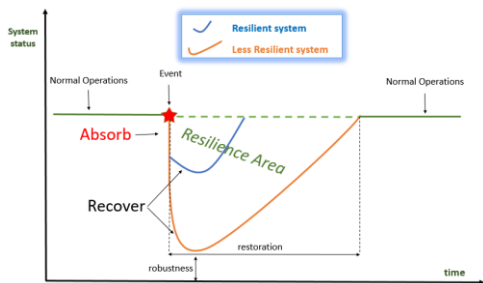 System
status
Resilient system
Less Resilient system
Normal Operations
Event
Normal Operations
Absorb
Resilience Area
Recover
restoration
robustness
time